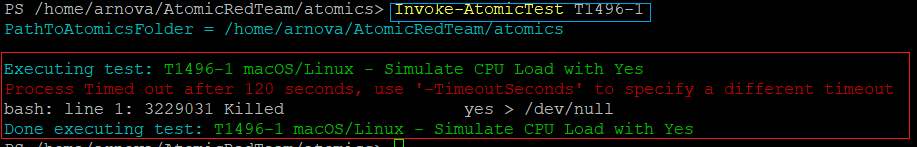 PS /home/arnova/AtomicRedTeam/atomics> Invoke-AtomicTest T1496-1
PathToAtomicsFolder = /home/arnova/AtomicRedTeam/atomics
Executing test: T1496-1 macOS/Linux - Simulate CPU Load with Yes
Process Timed out after 120 seconds, use '-TimeoutSeconds' to specify a different timeout
bash: line 1: 3229031 Killed                  yes > /dev/null
Done executing test: T1496-1 macOS/Linux - Simulate CPU Load with Yes
PS /home/arnova/AtomicRedTeam/atomics>